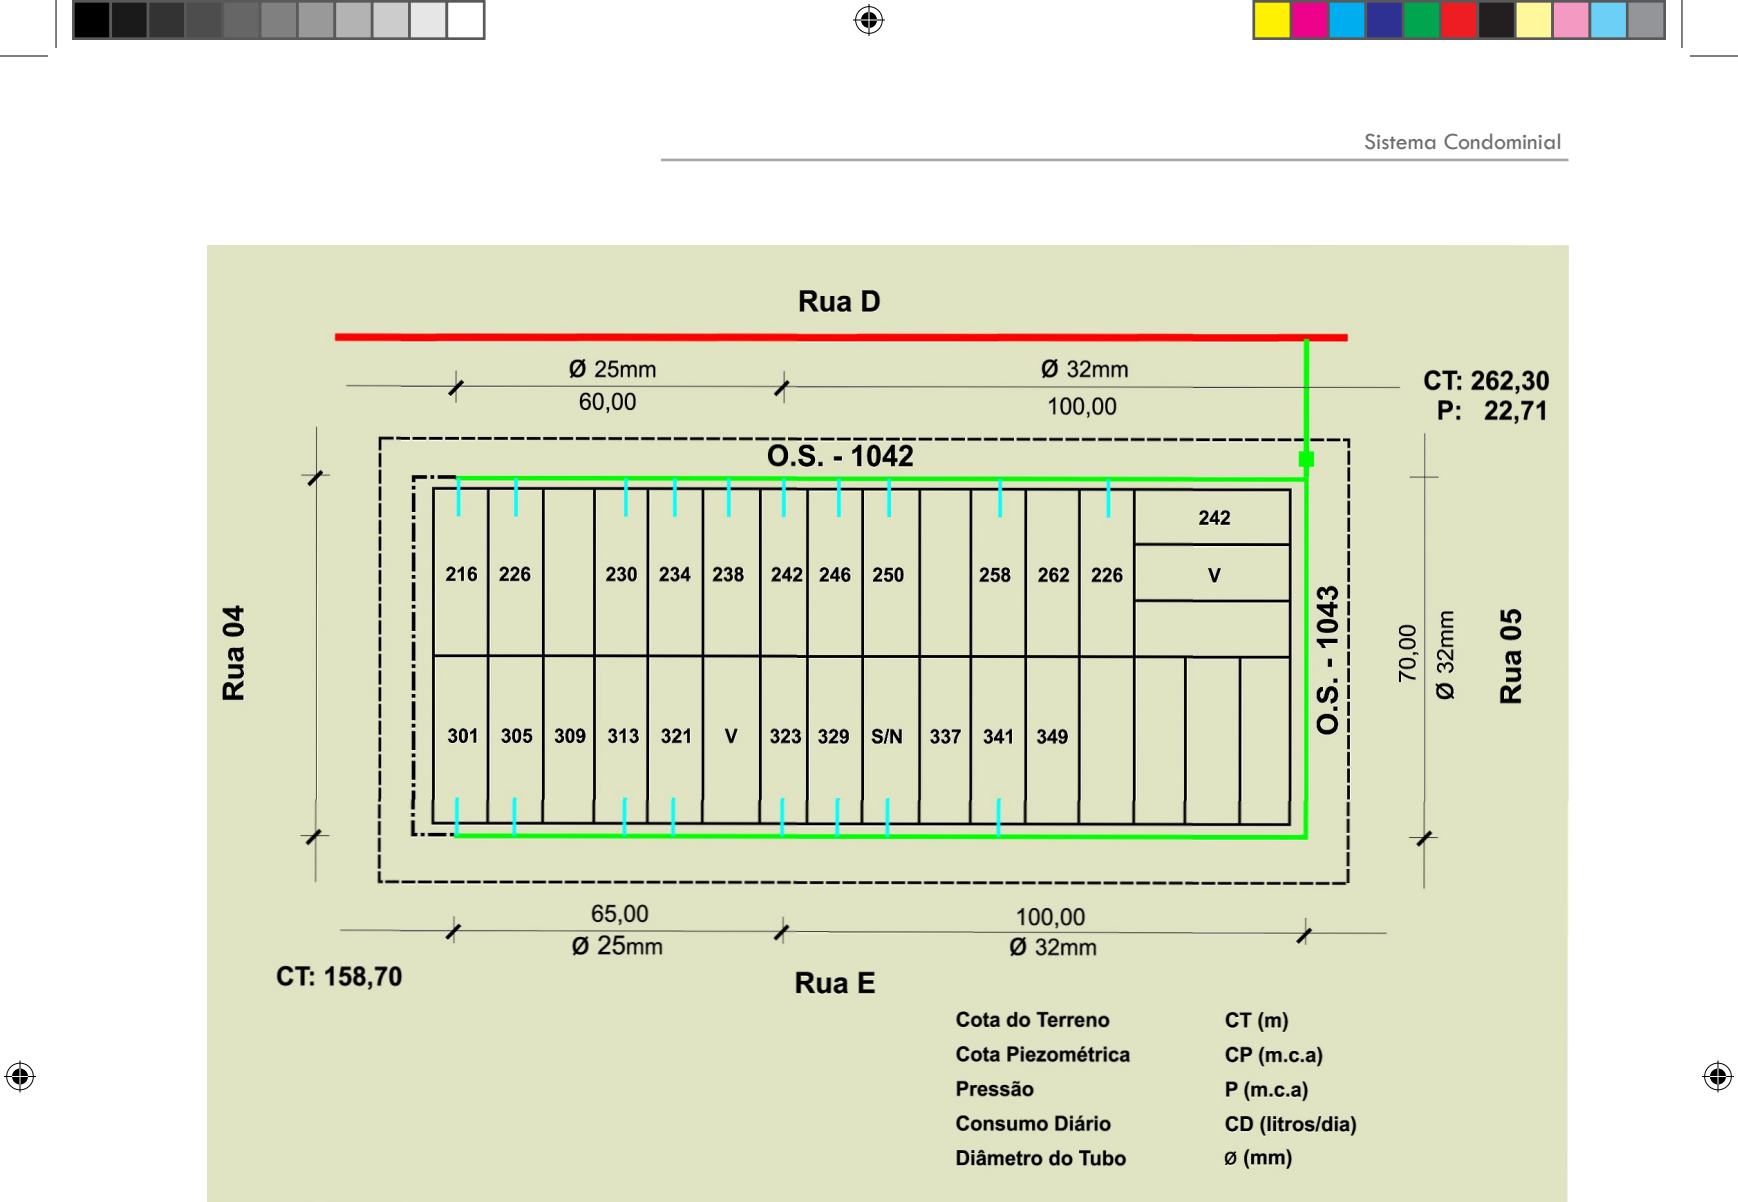 Sistema Condominial
Rua D
Ø 25mm
Ø 32mm
60,00
100,00
CT: 262,30
P: 22,71
O.S. - 1042
242
216 226 230 234 238 242 246 250 258 262 226 V
Rua 04
O.S. - 1043
70,00
Ø 32mm
Rua 05
301 305 309 313 321 V 323 329 S/N 337 341 349
65,00
100,00
Ø 25mm
Ø 32mm
CT: 158,70
Rua E
Cota do Terreno CT (m)
Cota Piezométrica CP (m.c.a)
Pressão P (m.c.a)
Consumo Diário CD (litros/dia)
Diâmetro do Tubo Ø (mm)